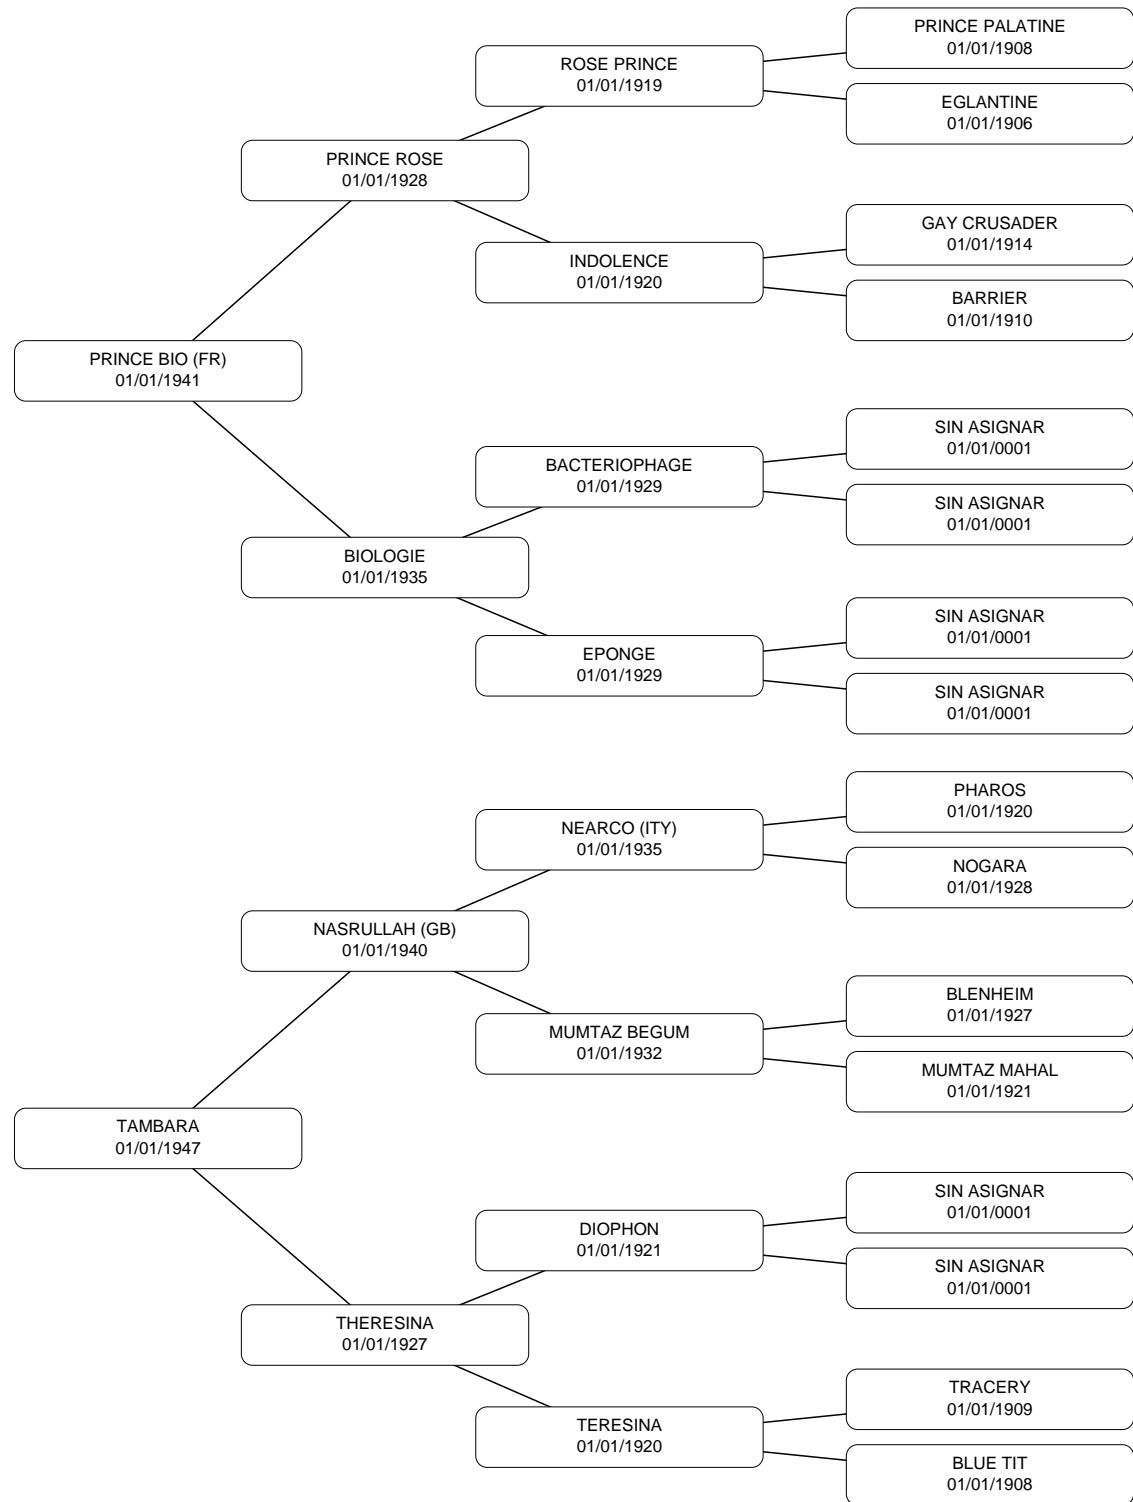 PRINCE PALATINE
01/01/1908
ROSE PRINCE
01/01/1919
EGLANTINE
01/01/1906
PRINCE ROSE
01/01/1928
GAY CRUSADER
01/01/1914
INDOLENCE
01/01/1920
BARRIER
01/01/1910
PRINCE BIO (FR)
01/01/1941
SIN ASIGNAR
01/01/0001
BACTERIOPHAGE
01/01/1929
SIN ASIGNAR
01/01/0001
BIOLOGIE
01/01/1935
SIN ASIGNAR
01/01/0001
EPONGE
01/01/1929
SIN ASIGNAR
01/01/0001
PHAROS
01/01/1920
NEARCO (ITY)
01/01/1935
NOGARA
01/01/1928
NASRULLAH (GB)
01/01/1940
BLENHEIM
01/01/1927
MUMTAZ BEGUM
01/01/1932
MUMTAZ MAHAL
01/01/1921
TAMBARA
01/01/1947
SIN ASIGNAR
01/01/0001
DIOPHON
01/01/1921
SIN ASIGNAR
01/01/0001
THERESINA
01/01/1927
TRACERY
01/01/1909
TERESINA
01/01/1920
BLUE TIT
01/01/1908